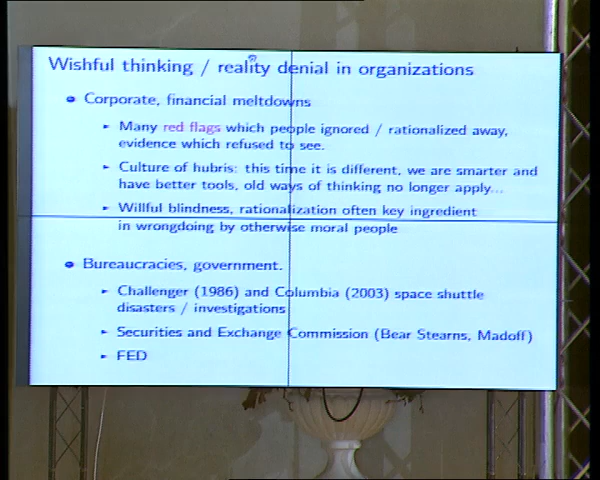 Wishful thinking / reality denial in organizations
Corporate, financial meltdowns
Many red flags which people ignored / rationalized away,
evidence which refused to see.
Culture of hubris: this time it is different, we are smarter and
have better tools, old ways of thinking no longer apply...
Willful blindness, rationalization often key ingredient
in wrongdoing by otherwise moral people
Bureaucracies, government.
Challenger (1986) and Columbia (2003) space shuttle
disasters / investigations
Securities and Exchange Commission (Bear Stearns, Madoff)
FED